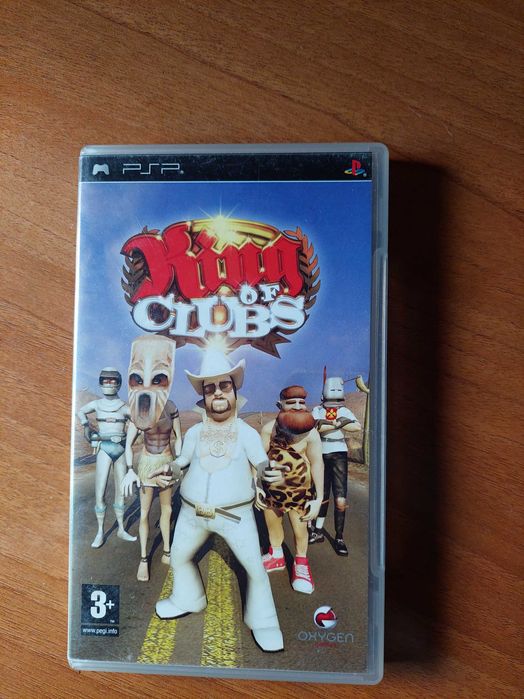 PSP
King
OF
CLUBS
$
3+
www.pegi.info
OXYGEN